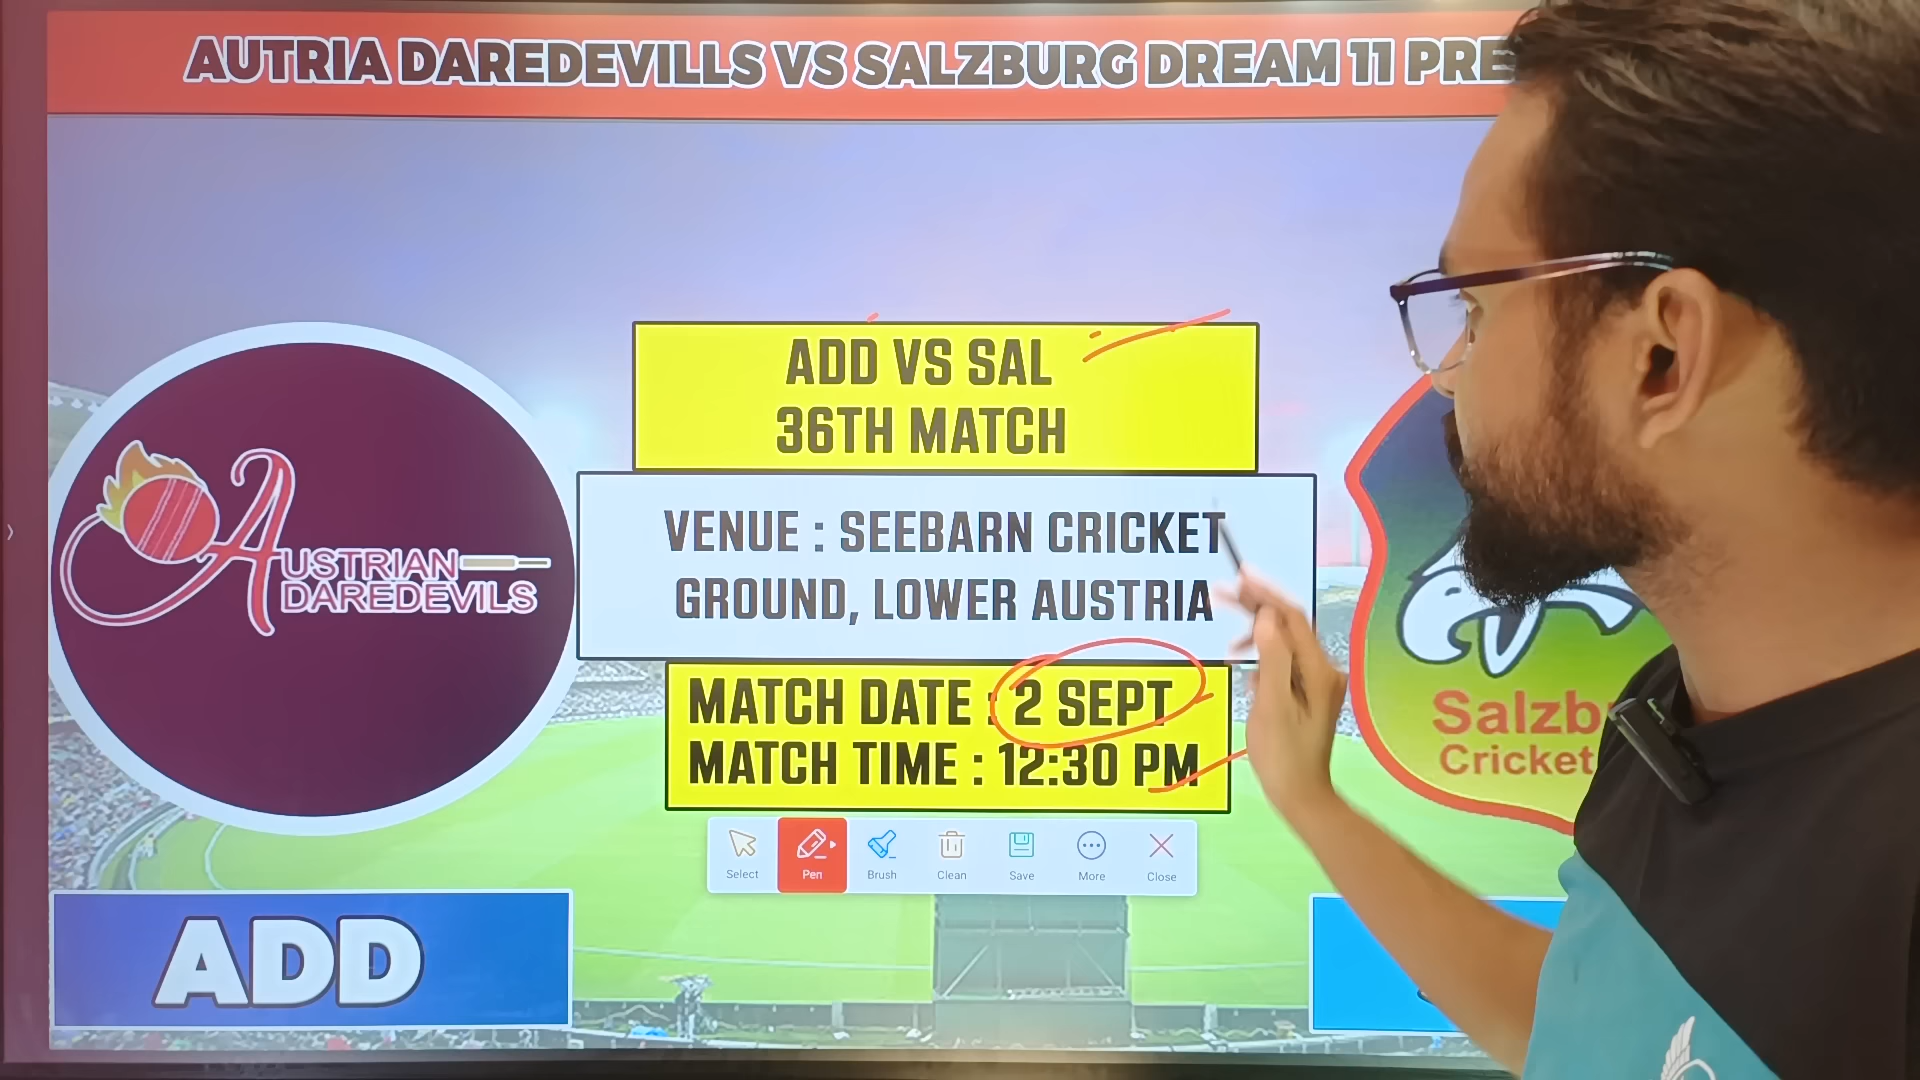 AUTRIA DAREDEVILLS VS SALZBURG DREAM 11 PRE
ADD VS SAL
36TH MATCH
VENUE : SEEBARN CRICKET
GROUND, LOWER AUSTRIA
MATCH DATE : 2 SEPT
MATCH TIME : 12:30 PM
AUSTRIAN
DAREDEVILS
Salzb
Cricket
Select Pen Brush Clean Save More Close
ADD